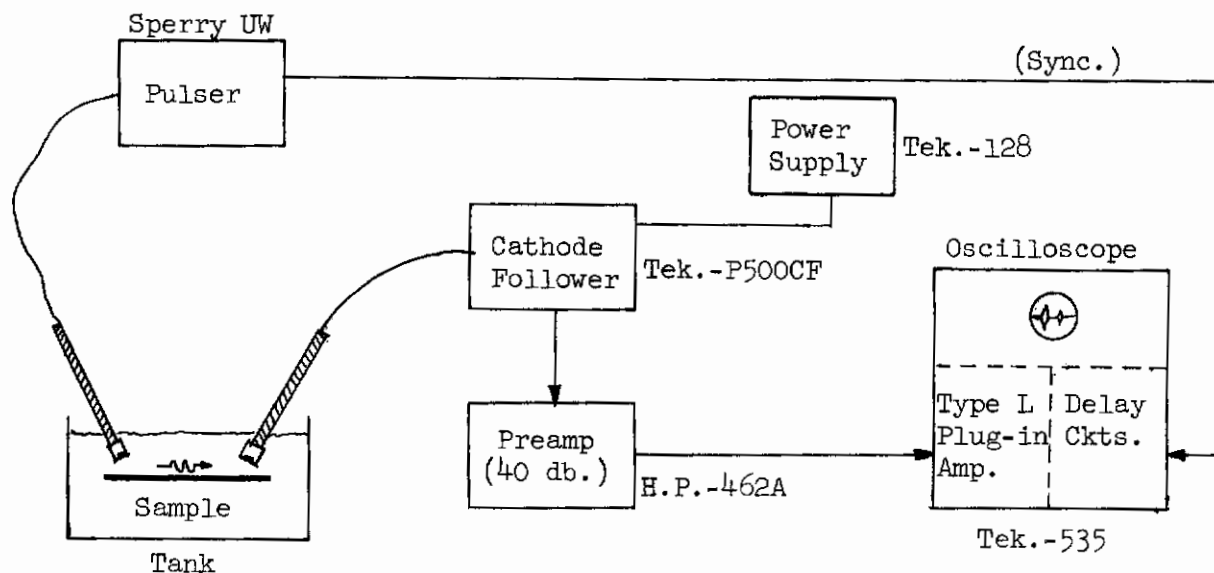 Sperry UW
Pulser
(Sync.)
Power
Supply
Tek.-128
Cathode
Follower
Tek.-P500CF
Oscilloscope
Type L
Plug-in
Amp.
Delay
Ckts.
Preamp
(40 db.)
H.P.-462A
Tek.-535
Sample
Tank